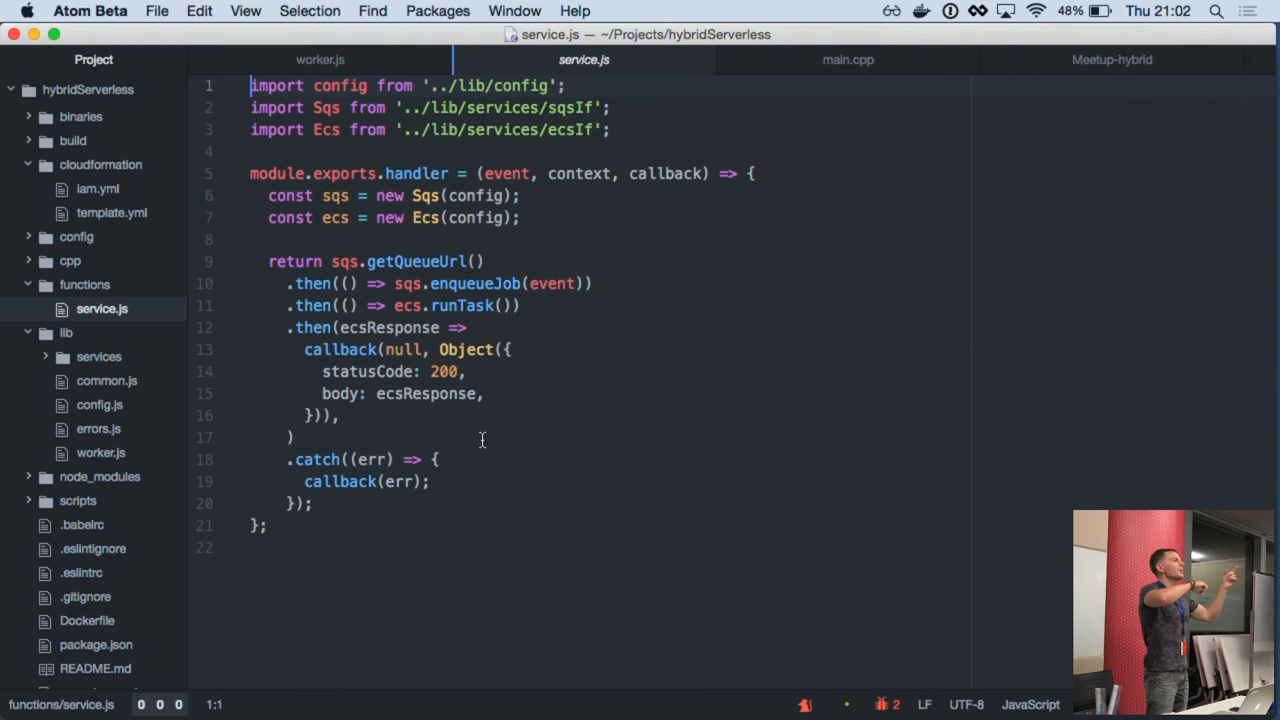 Atom Beta File Edit View Selection Find Packages Window Help 48% Thu 21:02
service.js — ~/Projects/hybridServerless
Project worker.js service.js main.cpp Meetup-hybrid
hybridServerless
binaries
build
cloudformation
iam.yml
template.yml
config
cpp
functions
service.js
lib
services
common.js
config.js
errors.js
worker.js
node_modules
scripts
.babelrc
.eslintignore
.eslintrc
.gitignore
Dockerfile
package.json
README.md
1 import config from '../lib/config';
2 import Sqs from '../lib/services/sqsIf';
3 import Ecs from '../lib/services/ecsIf';
4
5 module.exports.handler = (event, context, callback) => {
6 const sqs = new Sqs(config);
7 const ecs = new Ecs(config);
8
9 return sqs.getQueueUrl()
10 .then(() => sqs.enqueueJob(event))
11 .then(() => ecs.runTask())
12 .then(ecsResponse =>
13 callback(null, Object({
14 statusCode: 200,
15 body: ecsResponse,
16 })),
17 )
18 .catch((err) => {
19 callback(err);
20 });
21 };
22
functions/service.js 0 0 0 1:1 2 LF UTF-8 JavaScript